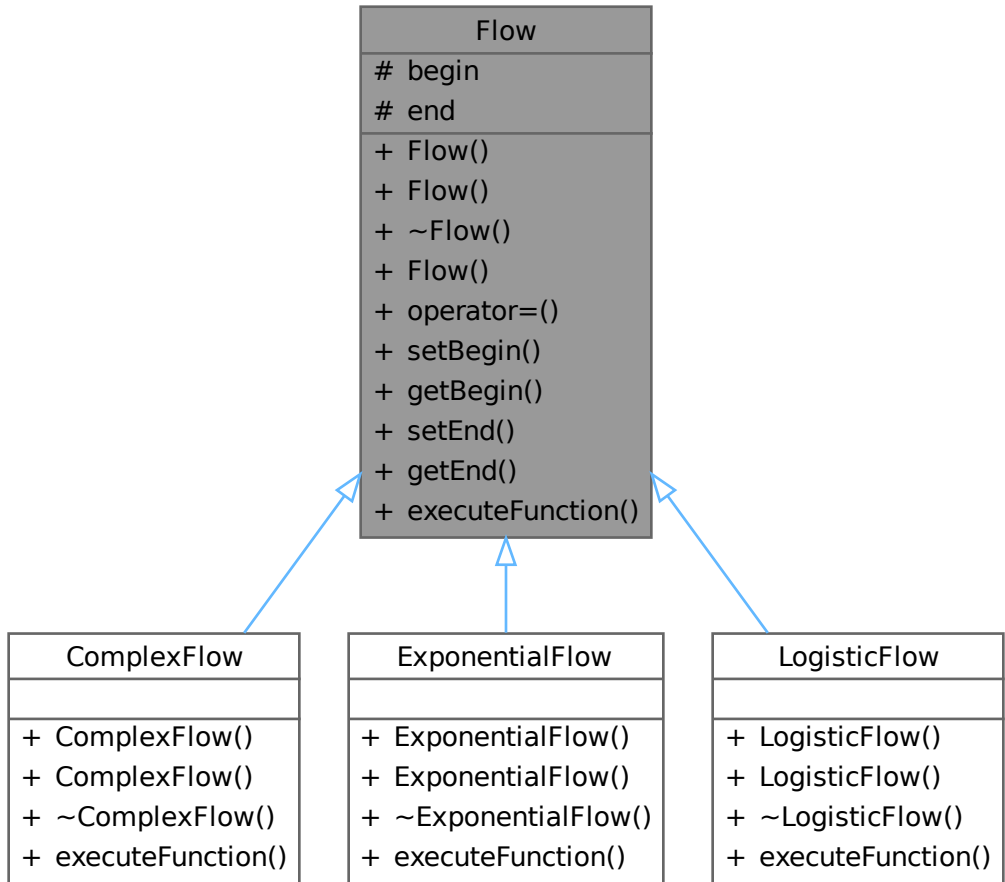 Flow
# begin
# end
+ Flow()
+ Flow()
+ ~Flow()
+ Flow()
+ operator=()
+ setBegin()
+ getBegin()
+ setEnd()
+ getEnd()
+ executeFunction()
ComplexFlow
+ ComplexFlow()
+ ComplexFlow()
+ ~ComplexFlow()
+ executeFunction()
ExponentialFlow
+ ExponentialFlow()
+ ExponentialFlow()
+ ~ExponentialFlow()
+ executeFunction()
LogisticFlow
+ LogisticFlow()
+ LogisticFlow()
+ ~LogisticFlow()
+ executeFunction()